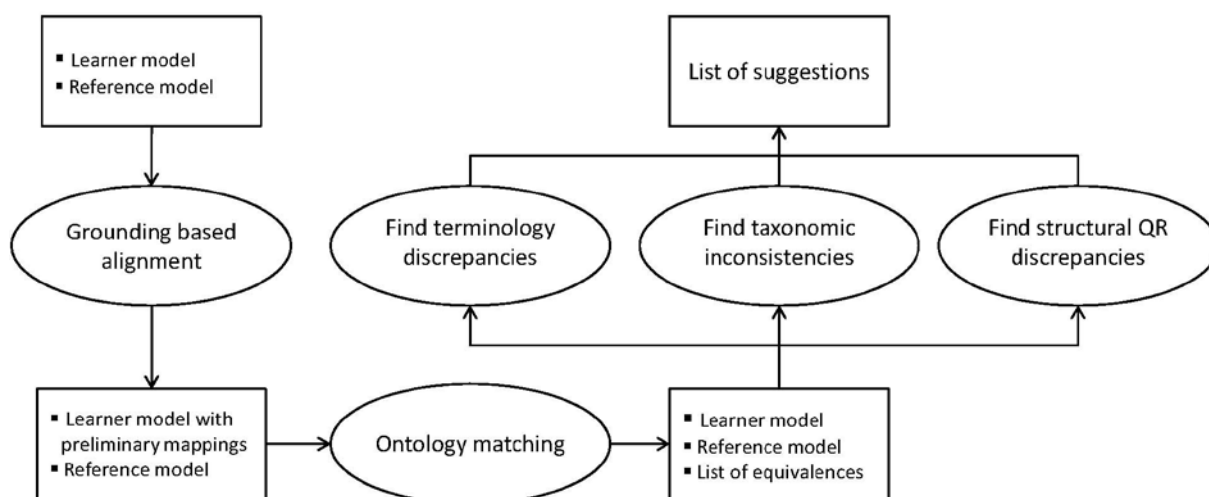 ▪ Learner model
▪ Reference model
List of suggestions
Grounding based
alignment
Find terminology
discrepancies
Find taxonomic
inconsistencies
Find structural QR
discrepancies
▪ Learner model with
preliminary mappings
▪ Reference model
Ontology matching
▪ Learner model
▪ Reference model
▪ List of equivalences